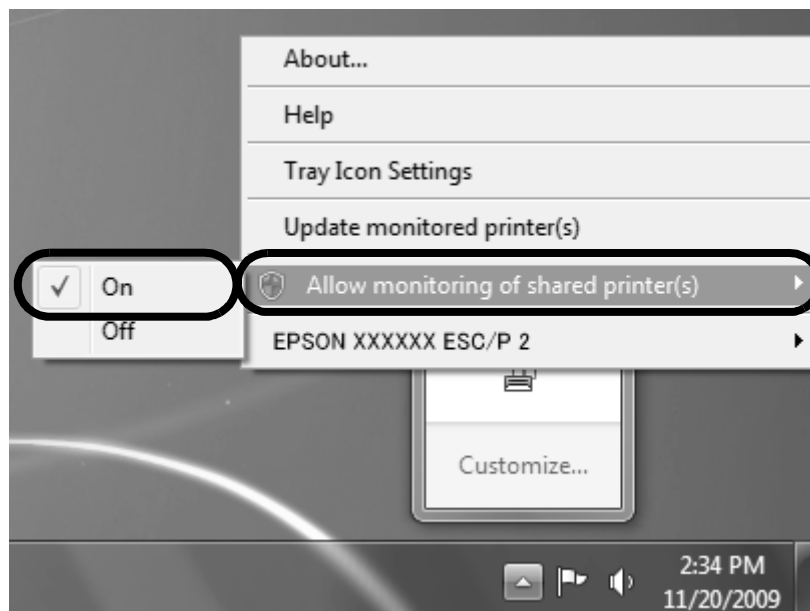 About...
Help
Tray Icon Settings
Update monitored printer(s)
Allow monitoring of shared printer(s)
On
Off
EPSON XXXXXX ESC/P 2
Customize...
2:34 PM
11/20/2009